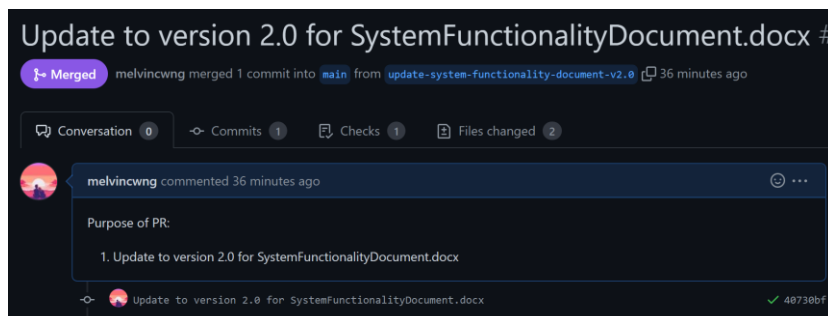 Update to version 2.0 for SystemFunctionalityDocument.docx #
Merged melvincwng merged 1 commit into main from update-system-functionality-document-v2.0 36 minutes ago
Conversation 0 Commits 1 Checks 1 Files changed 2
melvincwng commented 36 minutes ago
Purpose of PR:
1. Update to version 2.0 for SystemFunctionalityDocument.docx
Update to version 2.0 for SystemFunctionalityDocument.docx 40730bf